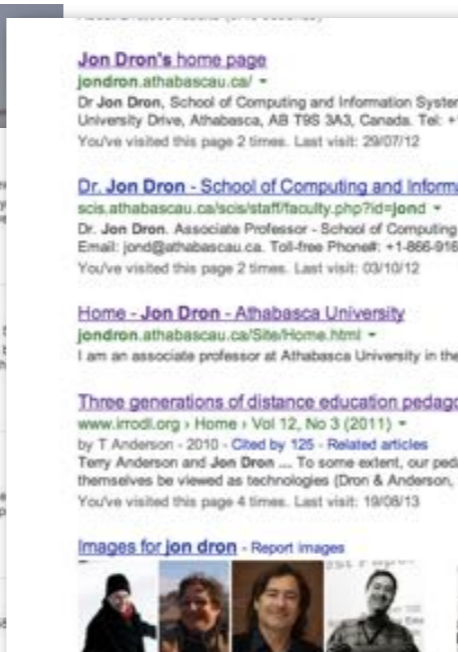 Jon Dron's home page
jondron.athabascau.ca/
Dr Jon Dron, School of Computing and Information System
University Drive, Athabasca, AB T9S 3A3, Canada. Tel: +
You've visited this page 2 times. Last visit: 29/07/12
Dr. Jon Dron - School of Computing and Informa
scis.athabascau.ca/scis/staff/faculty.php?id=jond
Dr. Jon Dron. Associate Professor - School of Computing
Email: jond@athabascau.ca. Toll-free Phone#: +1-866-916
You've visited this page 2 times. Last visit: 03/10/12
Home - Jon Dron - Athabasca University
jondron.athabascau.ca/Site/Home.html
I am an associate professor at Athabasca University in the
Three generations of distance education pedago
www.irrodl.org › Home › Vol 12, No 3 (2011)
by T Anderson - 2010 - Cited by 125 - Related articles
Terry Anderson and Jon Dron ... To some extent, our peda
themselves be viewed as technologies (Dron & Anderson,
You've visited this page 4 times. Last visit: 19/08/13
Images for jon dron - Report images